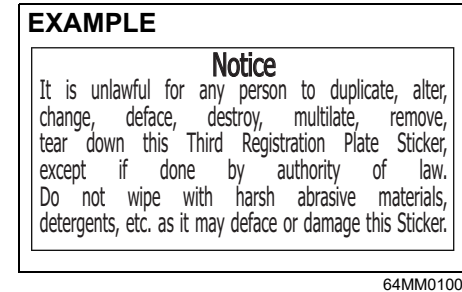 EXAMPLE
Notice
It is unlawful for any person to duplicate, alter,
change, deface, destroy, multilate, remove,
tear down this Third Registration Plate Sticker,
except if done by authority of law.
Do not wipe with harsh abrasive materials,
detergents, etc. as it may deface or damage this Sticker.
64MM0100